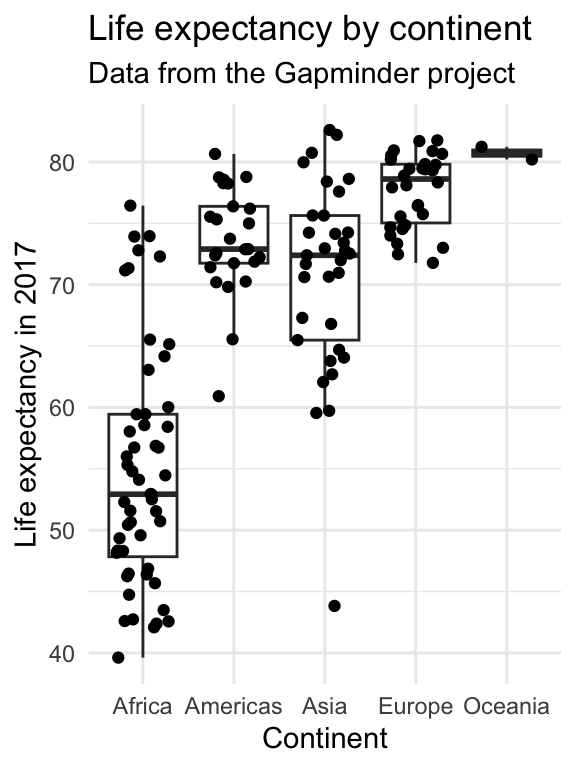 Life expectancy by continent
Data from the Gapminder project
Life expectancy in 2017
80
70
60
50
40
Africa Americas Asia Europe Oceania
Continent